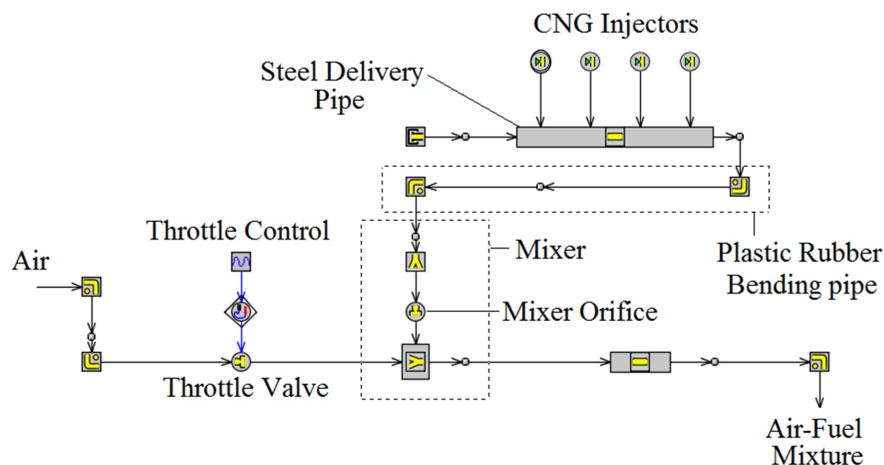 CNG Injectors
Steel Delivery
Pipe
Throttle Control
Mixer
Plastic Rubber
Bending pipe
Air
Mixer Orifice
Throttle Valve
Air-Fuel
Mixture